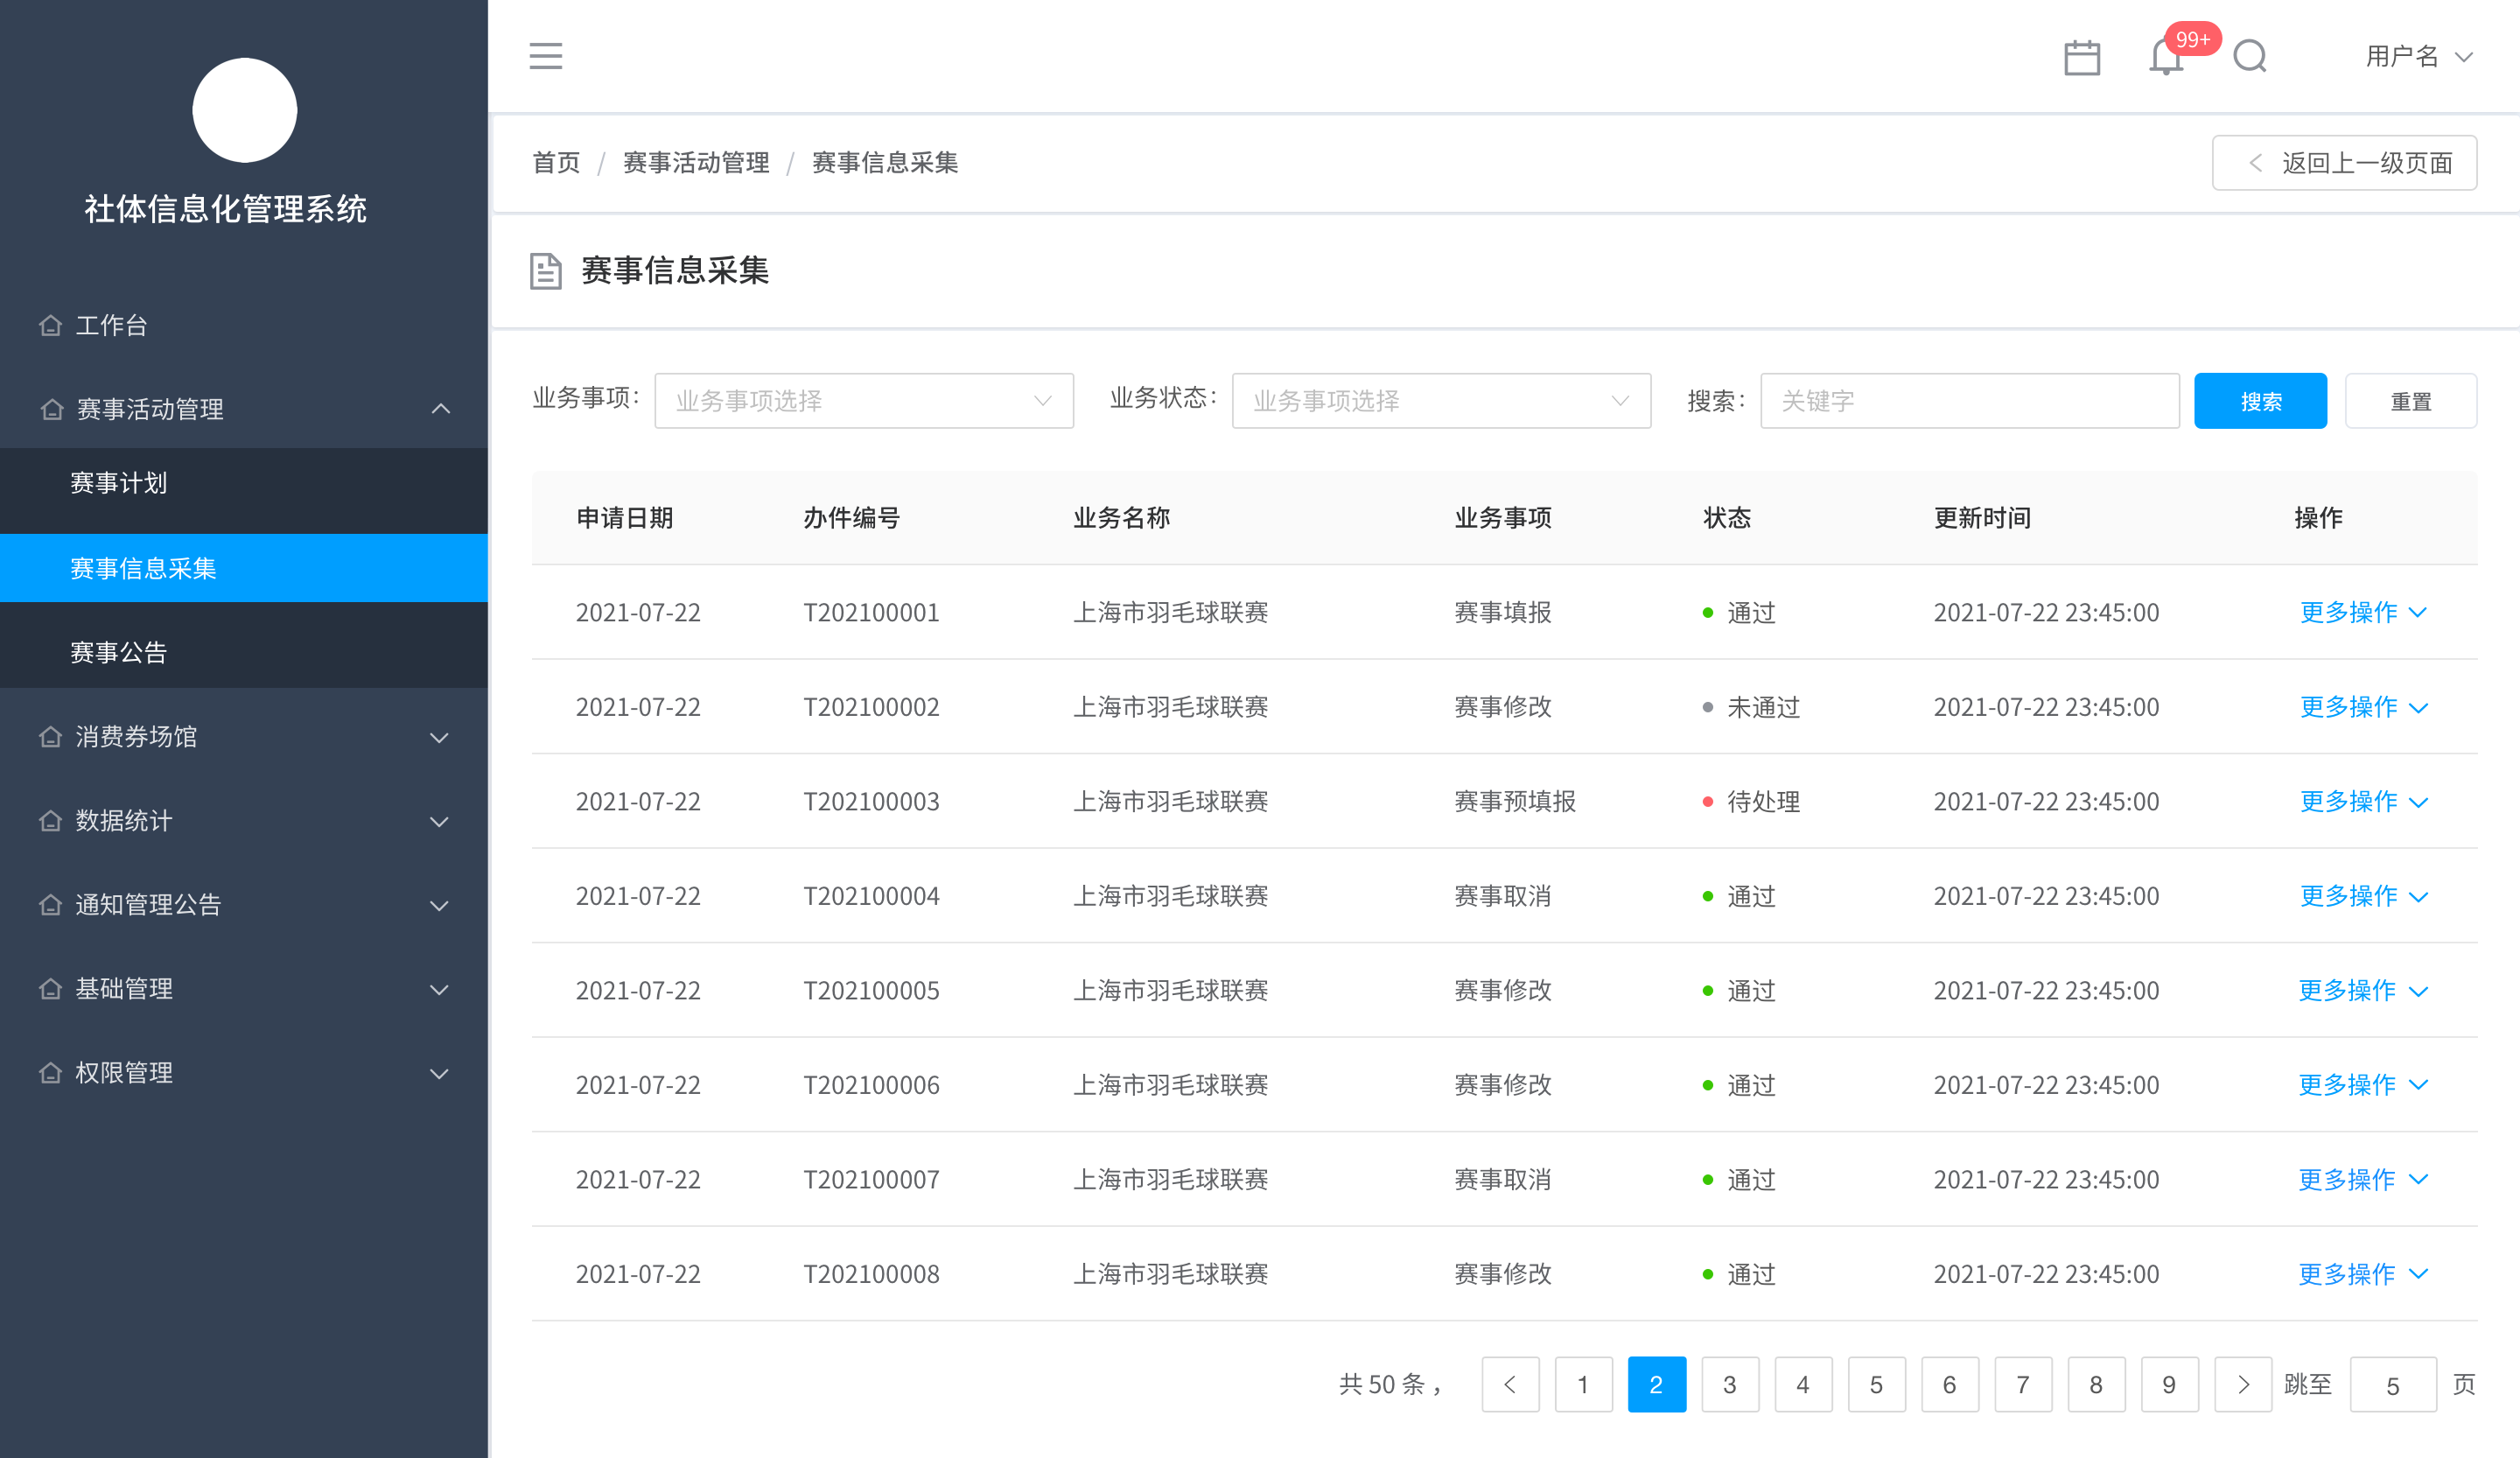 社体信息化管理系统
工作台
赛事活动管理
赛事计划
赛事信息采集
赛事公告
消费券场馆
数据统计
通知管理公告
基础管理
权限管理
99+
用户名
首页 / 赛事活动管理 / 赛事信息采集
返回上一级页面
赛事信息采集
业务事项： 业务事项选择 业务状态： 业务事项选择 搜索： 关键字 搜索 重置
申请日期 办件编号 业务名称 业务事项 状态 更新时间 操作
2021-07-22 T202100001 上海市羽毛球联赛 赛事填报 通过 2021-07-22 23:45:00 更多操作
2021-07-22 T202100002 上海市羽毛球联赛 赛事修改 未通过 2021-07-22 23:45:00 更多操作
2021-07-22 T202100003 上海市羽毛球联赛 赛事预填报 待处理 2021-07-22 23:45:00 更多操作
2021-07-22 T202100004 上海市羽毛球联赛 赛事取消 通过 2021-07-22 23:45:00 更多操作
2021-07-22 T202100005 上海市羽毛球联赛 赛事修改 通过 2021-07-22 23:45:00 更多操作
2021-07-22 T202100006 上海市羽毛球联赛 赛事修改 通过 2021-07-22 23:45:00 更多操作
2021-07-22 T202100007 上海市羽毛球联赛 赛事取消 通过 2021-07-22 23:45:00 更多操作
2021-07-22 T202100008 上海市羽毛球联赛 赛事修改 通过 2021-07-22 23:45:00 更多操作
共 50 条， 1 2 3 4 5 6 7 8 9 跳至 5 页